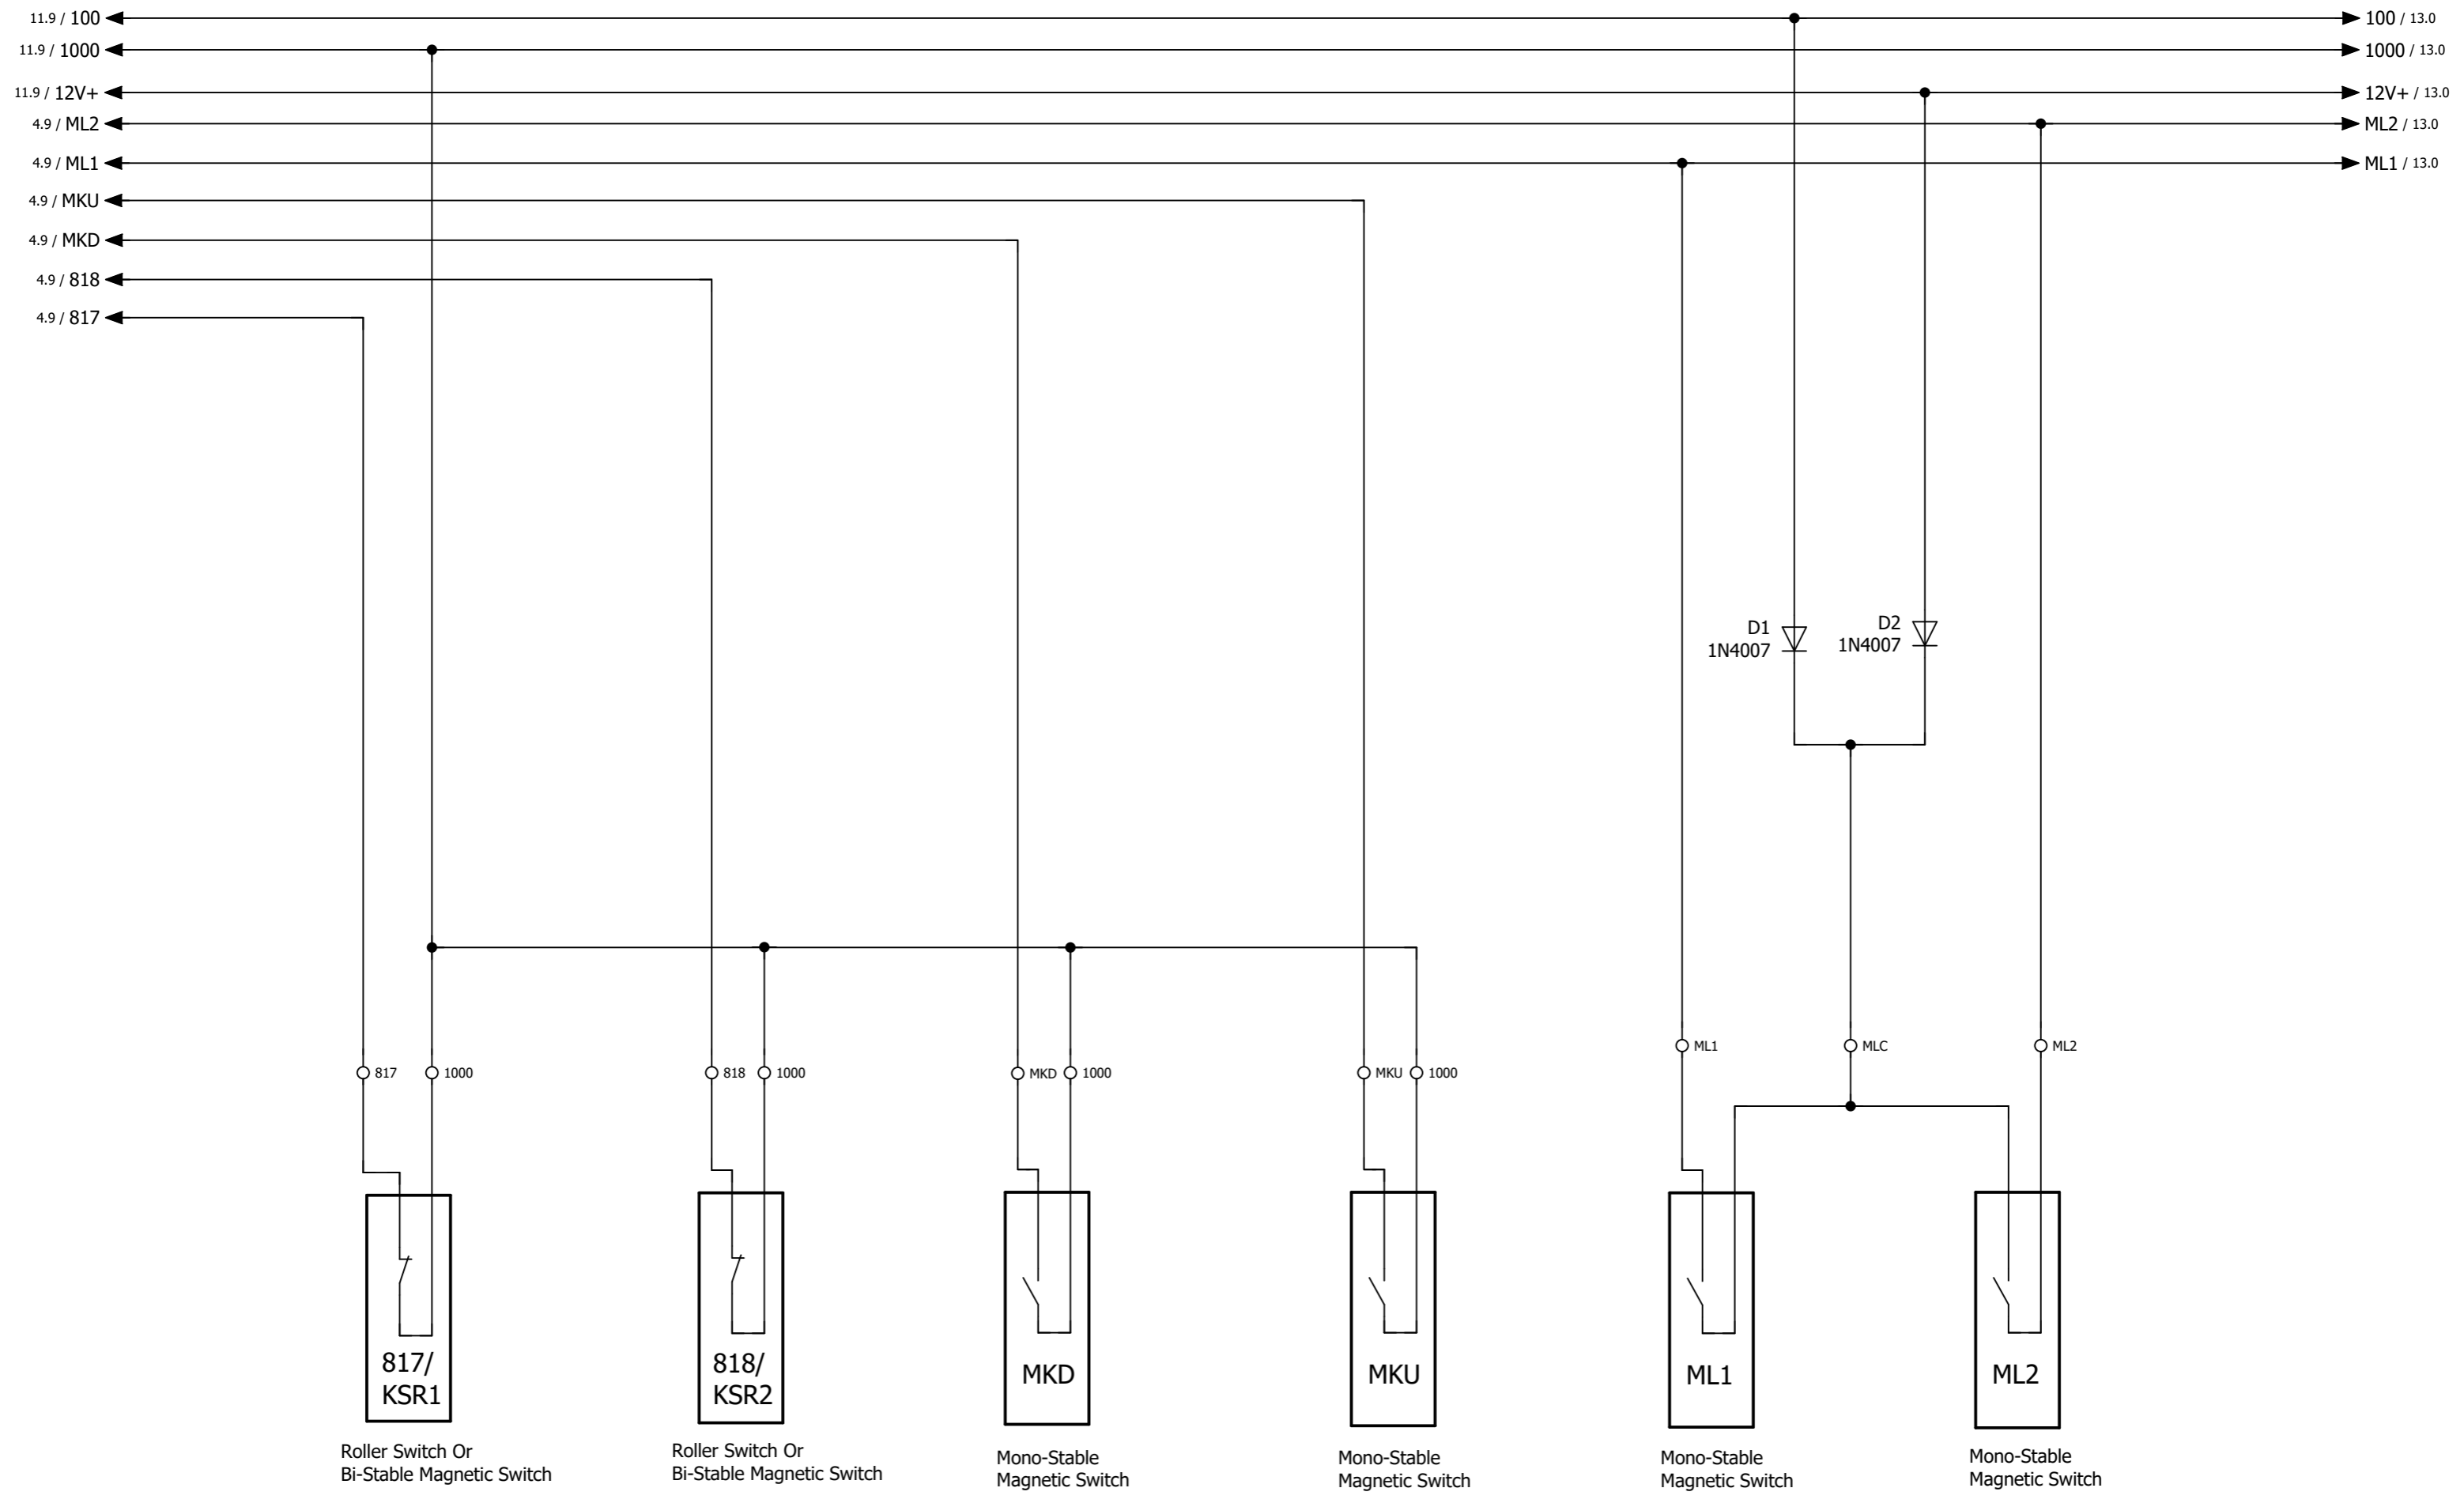 11.9 / 100
100 / 13.0
11.9 / 1000
1000 / 13.0
11.9 / 12V+
12V+ / 13.0
4.9 / ML2
ML2 / 13.0
4.9 / ML1
ML1 / 13.0
4.9 / MKU
4.9 / MKD
4.9 / 818
4.9 / 817
D1
1N4007
D2
1N4007
ML1
MLC
ML2
817
1000
818
1000
MKD
1000
MKU
1000
817/
KSR1
818/
KSR2
MKD
MKU
ML1
ML2
Roller Switch Or
Bi-Stable Magnetic Switch
Roller Switch Or
Bi-Stable Magnetic Switch
Mono-Stable
Magnetic Switch
Mono-Stable
Magnetic Switch
Mono-Stable
Magnetic Switch
Mono-Stable
Magnetic Switch